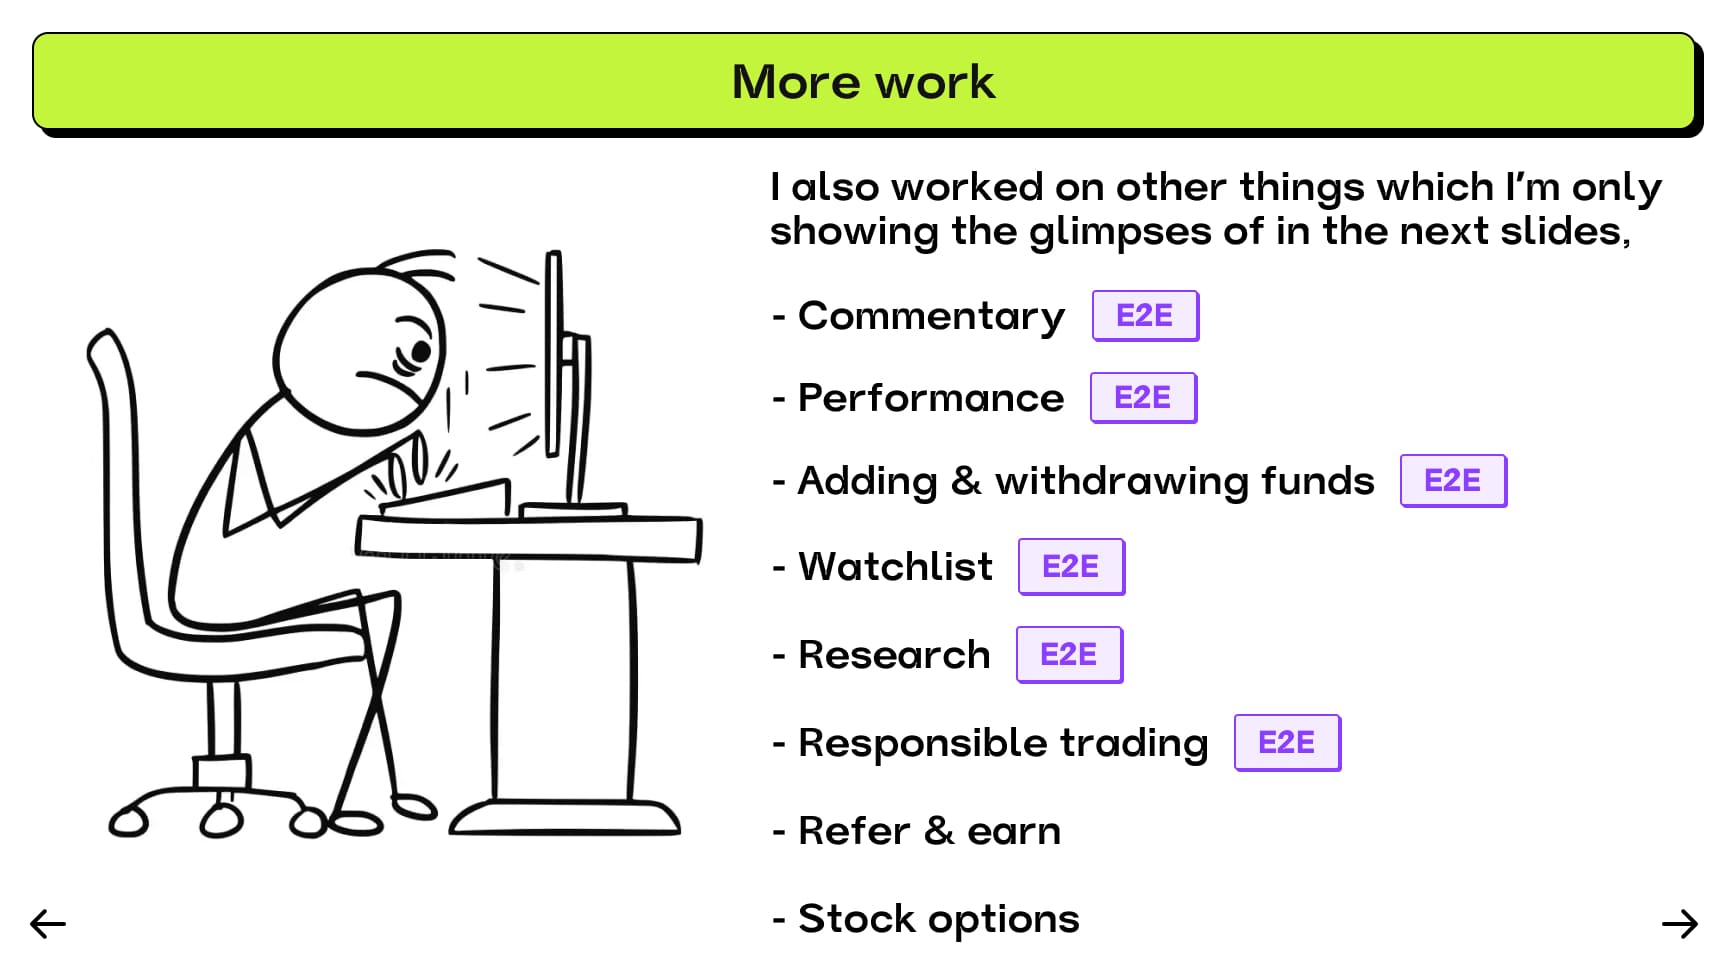 More work
I also worked on other things which I'm only
showing the glimpses of in the next slides,
- Commentary E2E
- Performance E2E
- Adding & withdrawing funds E2E
- Watchlist E2E
- Research E2E
- Responsible trading E2E
- Refer & earn
- Stock options